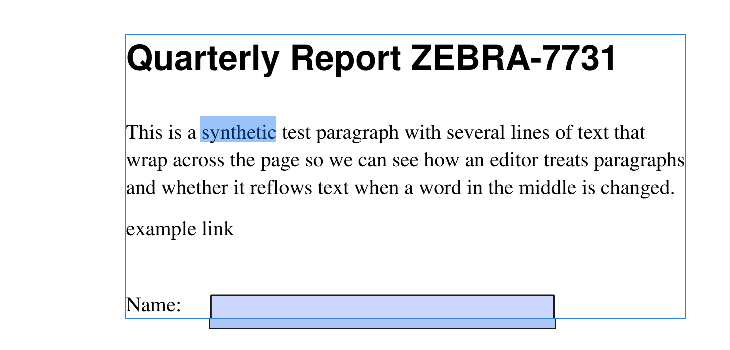 Quarterly Report ZEBRA-7731
This is a synthetic test paragraph with several lines of text that
wrap across the page so we can see how an editor treats paragraphs
and whether it reflows text when a word in the middle is changed.
example link
Name: